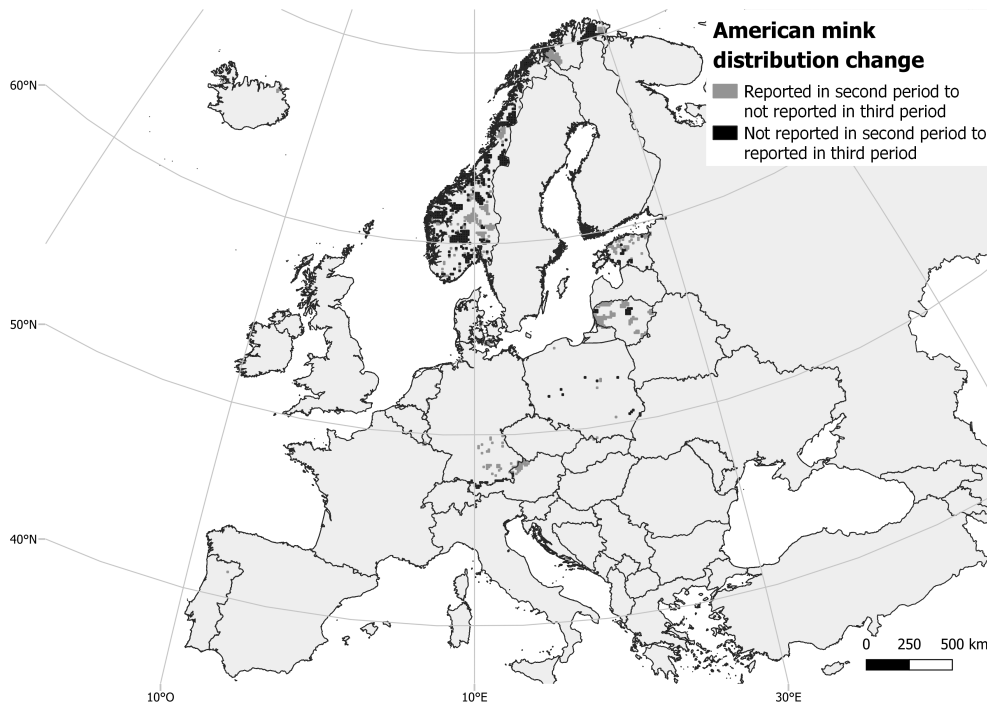 American mink
distribution change
Reported in second period to
not reported in third period
Not reported in second period to
reported in third period
60°N
50°N
40°N
0 250 500 km
10°O 10°E 30°E